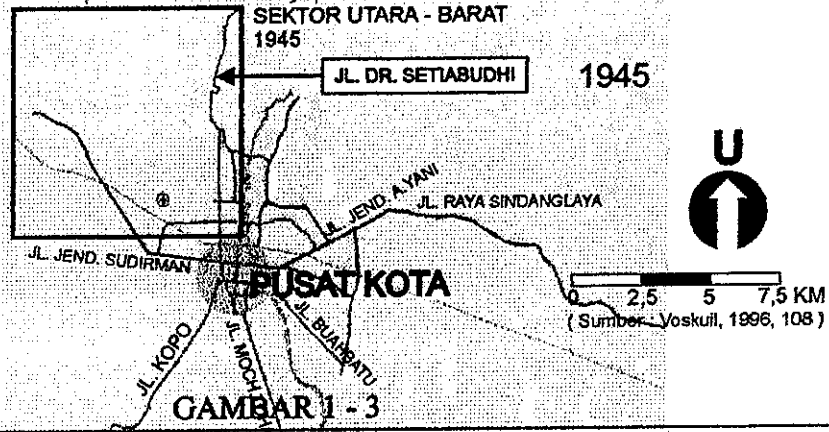 SEKTOR UTARA - BARAT
1945
JL. DR. SETIABUDHI
1945
U
JL. JEND. A.YANI
JL. RAYA SINDANGLAYA
JL. JEND. SUDIRMAN
PUSAT KOTA
0 2,5 5 7,5 KM
( Sumber : Voskuil, 1996, 108 )
JL. KOPO
JL. MOCH
JL. BUAHBATU
GAMBAR 1 - 3